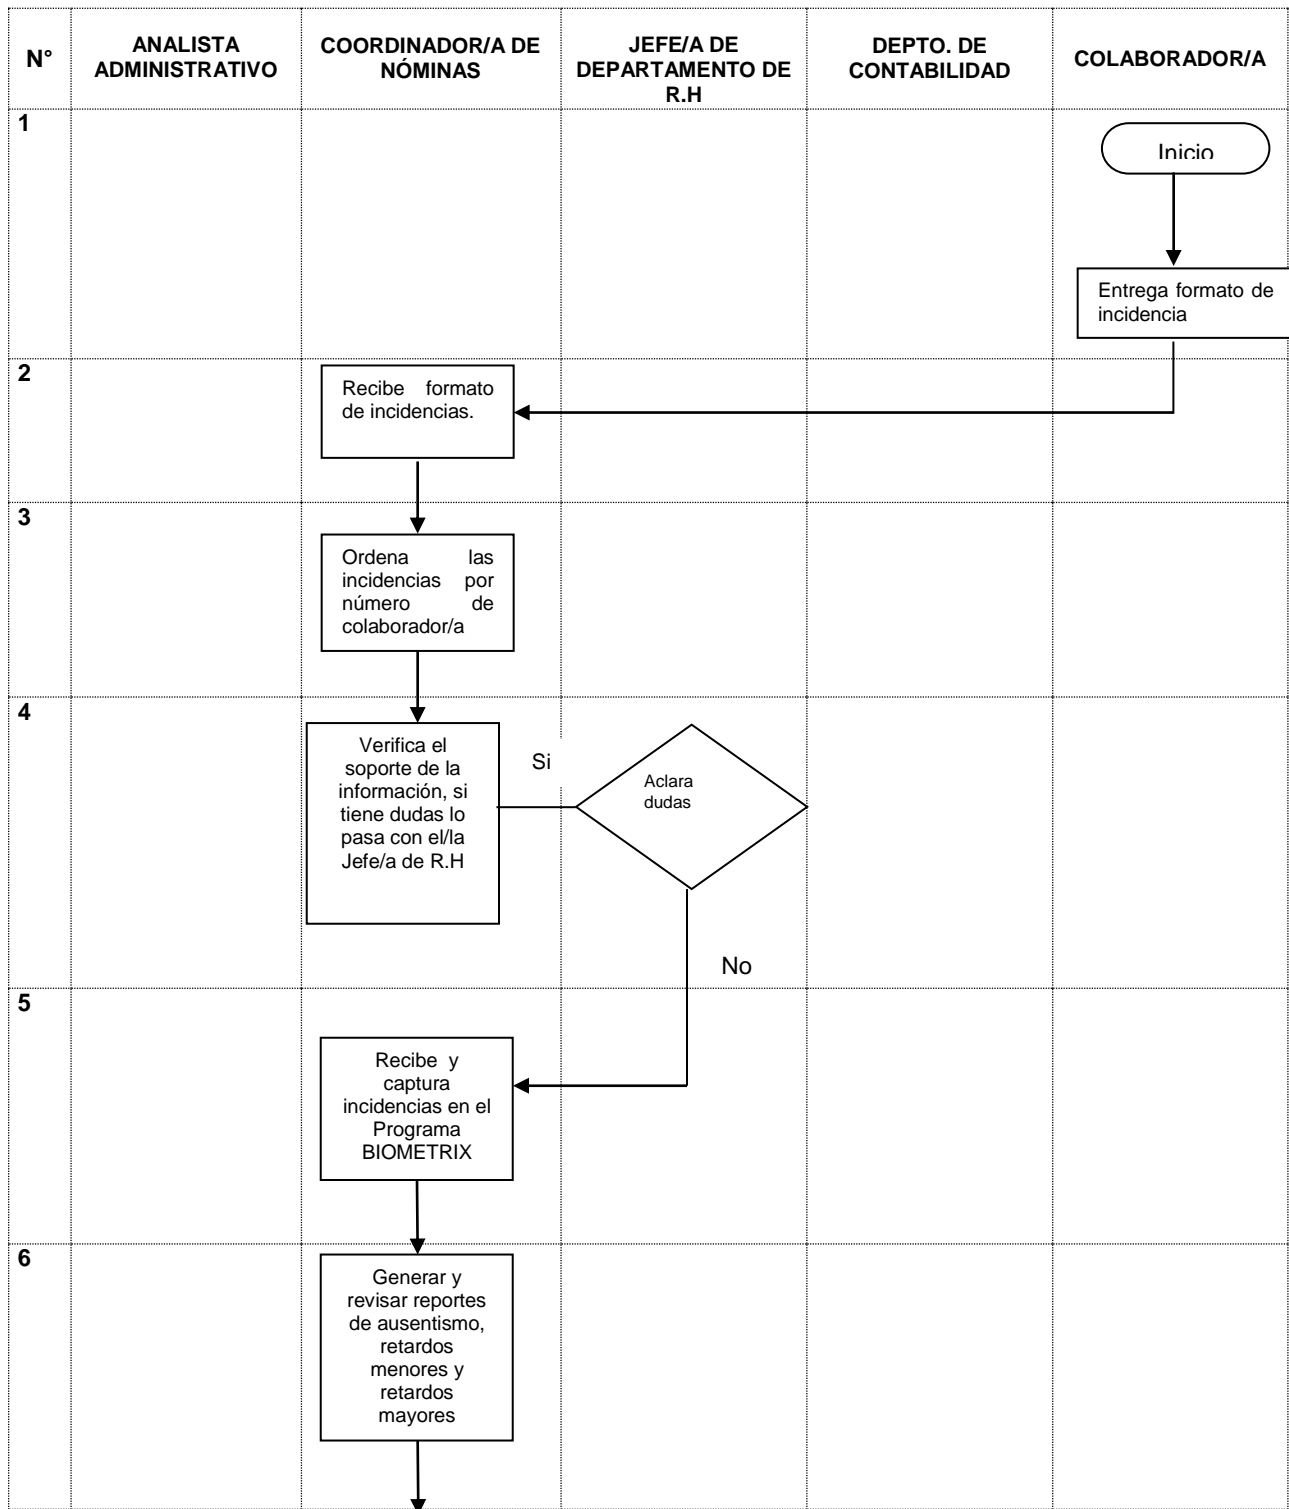 N°
ANALISTA
ADMINISTRATIVO
COORDINADOR/A DE
NÓMINAS
JEFE/A DE
DEPARTAMENTO DE
R.H
DEPTO. DE
CONTABILIDAD
COLABORADOR/A
1
Inicio
Entrega formato de
incidencia
2
Recibe formato
de incidencias.
3
Ordena las
incidencias por
número de
colaborador/a
4
Verifica el
soporte de la
información, si
tiene dudas lo
pasa con el/la
Jefe/a de R.H
Si
Aclara
dudas
No
5
Recibe y
captura
incidencias en el
Programa
BIOMETRIX
6
Generar y
revisar reportes
de ausentismo,
retardos
menores y
retardos
mayores